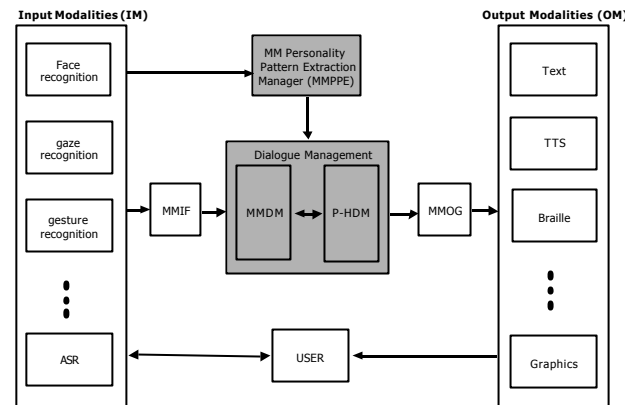 Input Modalities (IM)
Face
recognition
gaze
recognition
gesture
recognition
ASR
MM Personality
Pattern Extraction
Manager (MMPPE)
Dialogue Management
MMIF
MMDM
P-HDM
MMOG
USER
Output Modalities (OM)
Text
TTS
Braille
Graphics